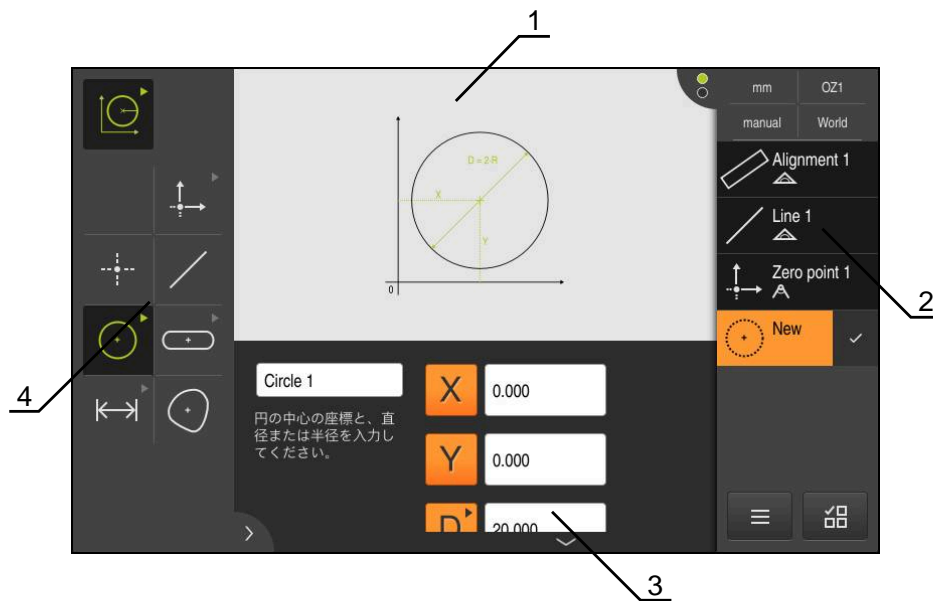 1
mm
OZ1
manual
World
D = 2·R
X
Y
0
Alignment 1
Line 1
2
Zero point 1
New
4
Circle 1
円の中心の座標と、直
径または半径を入力し
てください。
X
0.000
Y
0.000
D
20.000
3